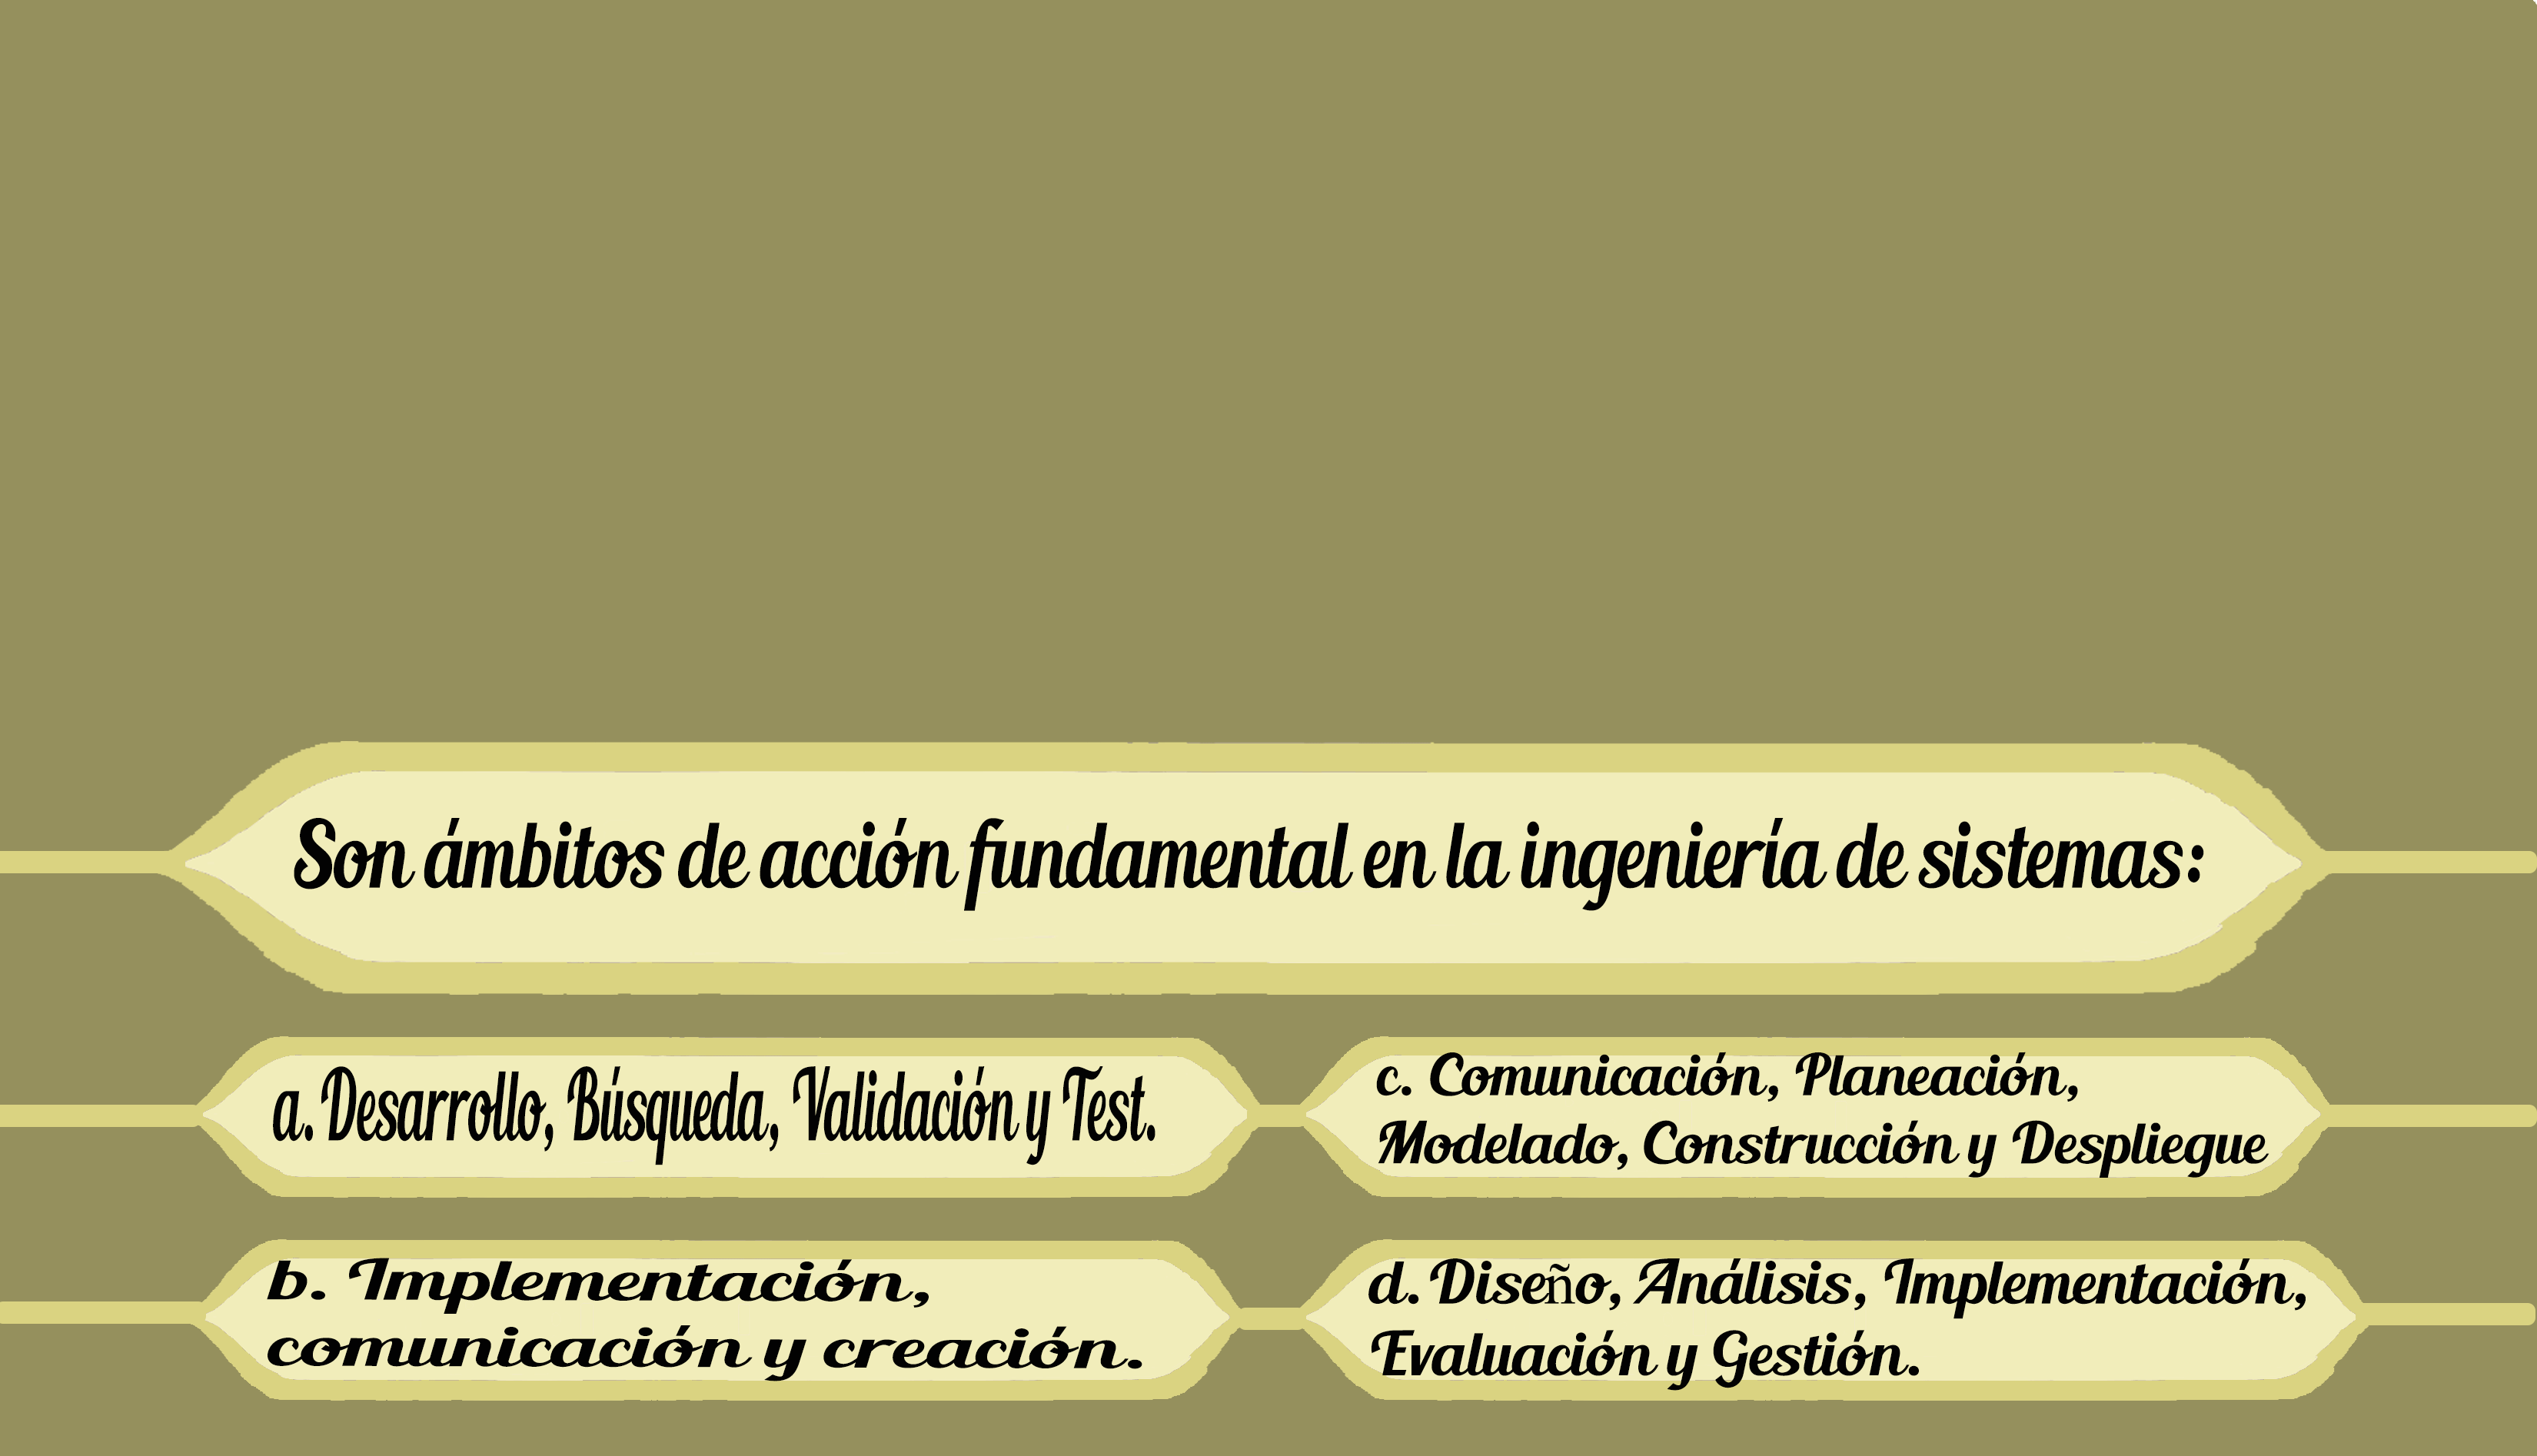 Son ámbitos de acción fundamental en la ingeniería de sistemas:
a. Desarrollo, Búsqueda, Validación y Test.
b. Implementación,
comunicación y creación.
c. Comunicación, Planeación,
Modelado, Construcción y Despliegue
d. Diseño, Análisis, Implementación,
Evaluación y Gestión.